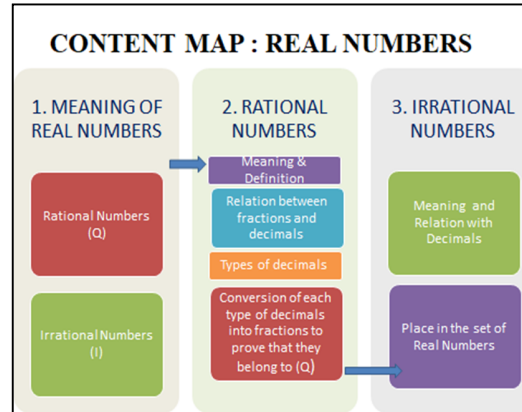 CONTENT MAP : REAL NUMBERS
1. MEANING OF
REAL NUMBERS
Rational Numbers
(Q)
Irrational Numbers
(I)
2. RATIONAL
NUMBERS
Meaning &
Definition
Relation between
fractions and
decimals
Types of decimals
Conversion of each
type of decimals
into fractions to
prove that they
belong to (Q)
3. IRRATIONAL
NUMBERS
Meaning and
Relation with
Decimals
Place in the set of
Real Numbers